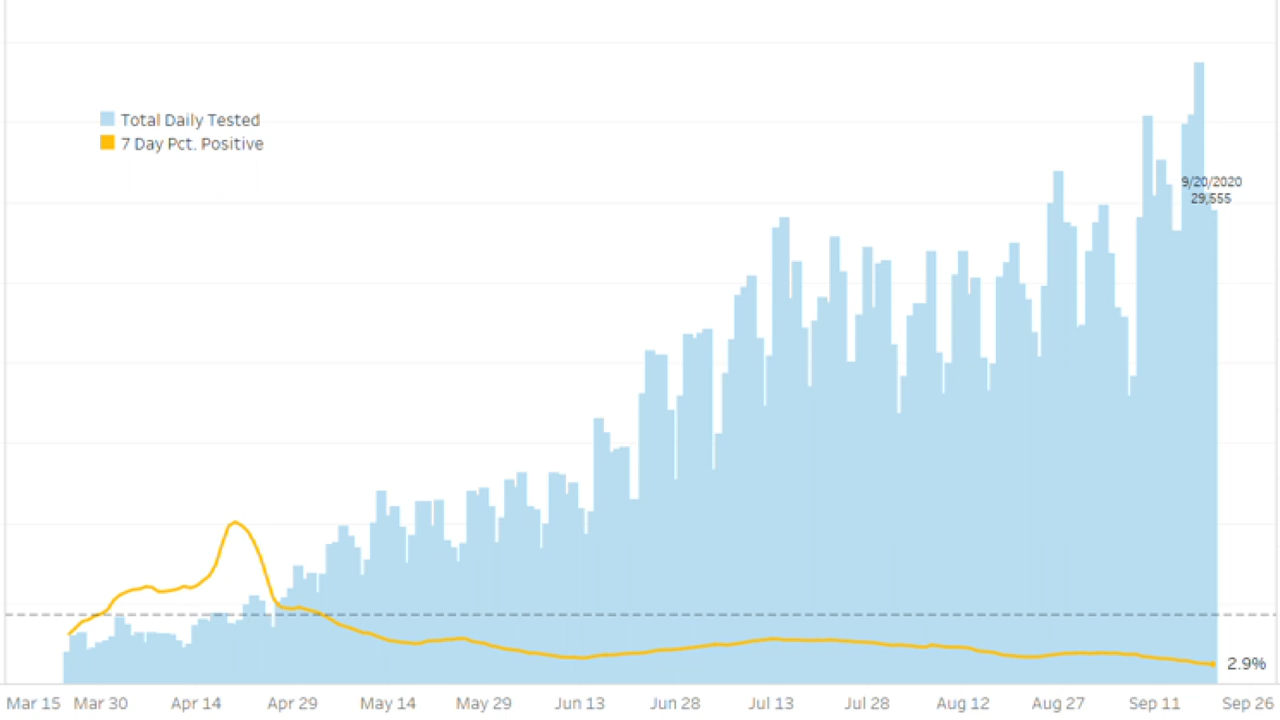 Total Daily Tested
7 Day Pct. Positive
9/20/2020
29,555
2.9%
Mar 15 Mar 30 Apr 14 Apr 29 May 14 May 29 Jun 13 Jun 28 Jul 13 Jul 28 Aug 12 Aug 27 Sep 11 Sep 26